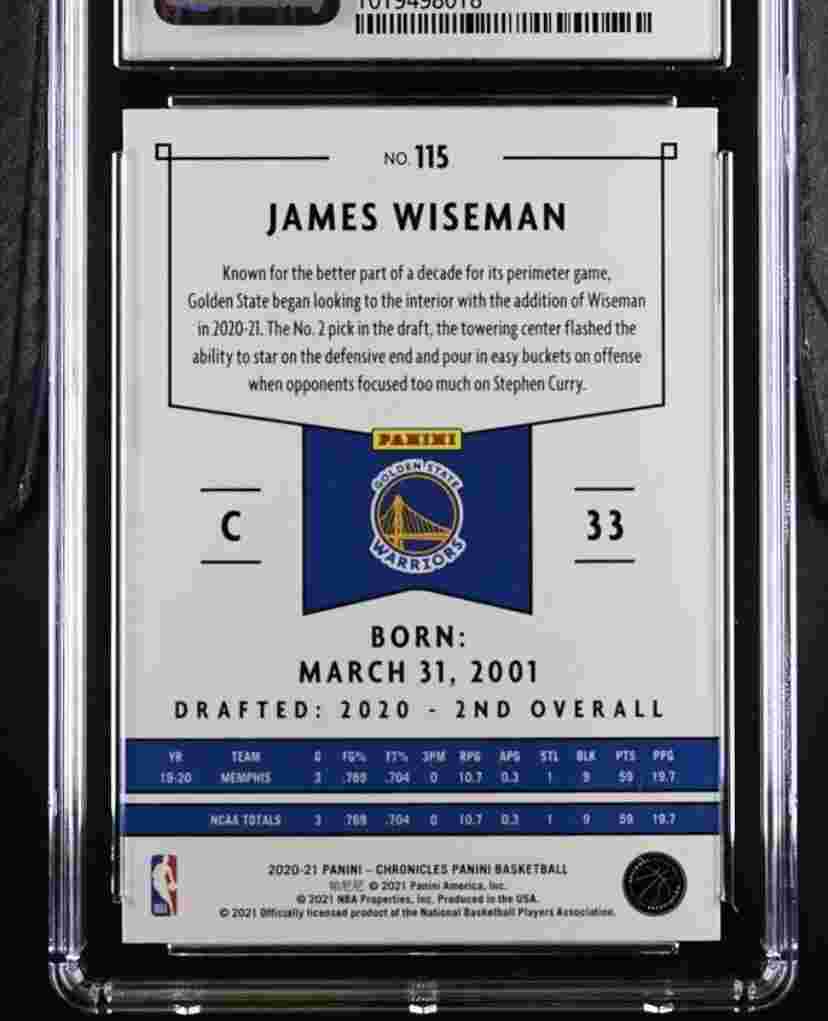 NO. 115
JAMES WISEMAN
Known for the better part of a decade for its perimeter game,
Golden State began looking to the interior with the addition of Wiseman
in 2020-21. The No. 2 pick in the draft, the towering center flashed the
ability to star on the defensive end and pour in easy buckets on offense
when opponents focused too much on Stephen Curry.
PANINI
GOLDEN STATE
WARRIORS
C
33
BORN:
MARCH 31, 2001
DRAFTED: 2020 - 2ND OVERALL
YR TEAM G FG% FT% 3PM RPG APG STL BLK PTS PPG
19-20 MEMPHIS 3 .769 .704 0 10.7 0.3 1 9 59 19.7
NCAA TOTALS 3 .769 .704 0 10.7 0.3 1 9 59 19.7
2020-21 PANINI – CHRONICLES PANINI BASKETBALL
帕尼尼 © 2021 Panini America, Inc.
© 2021 NBA Properties, Inc. Produced in the USA.
© 2021 Officially licensed product of the National Basketball Players Association.